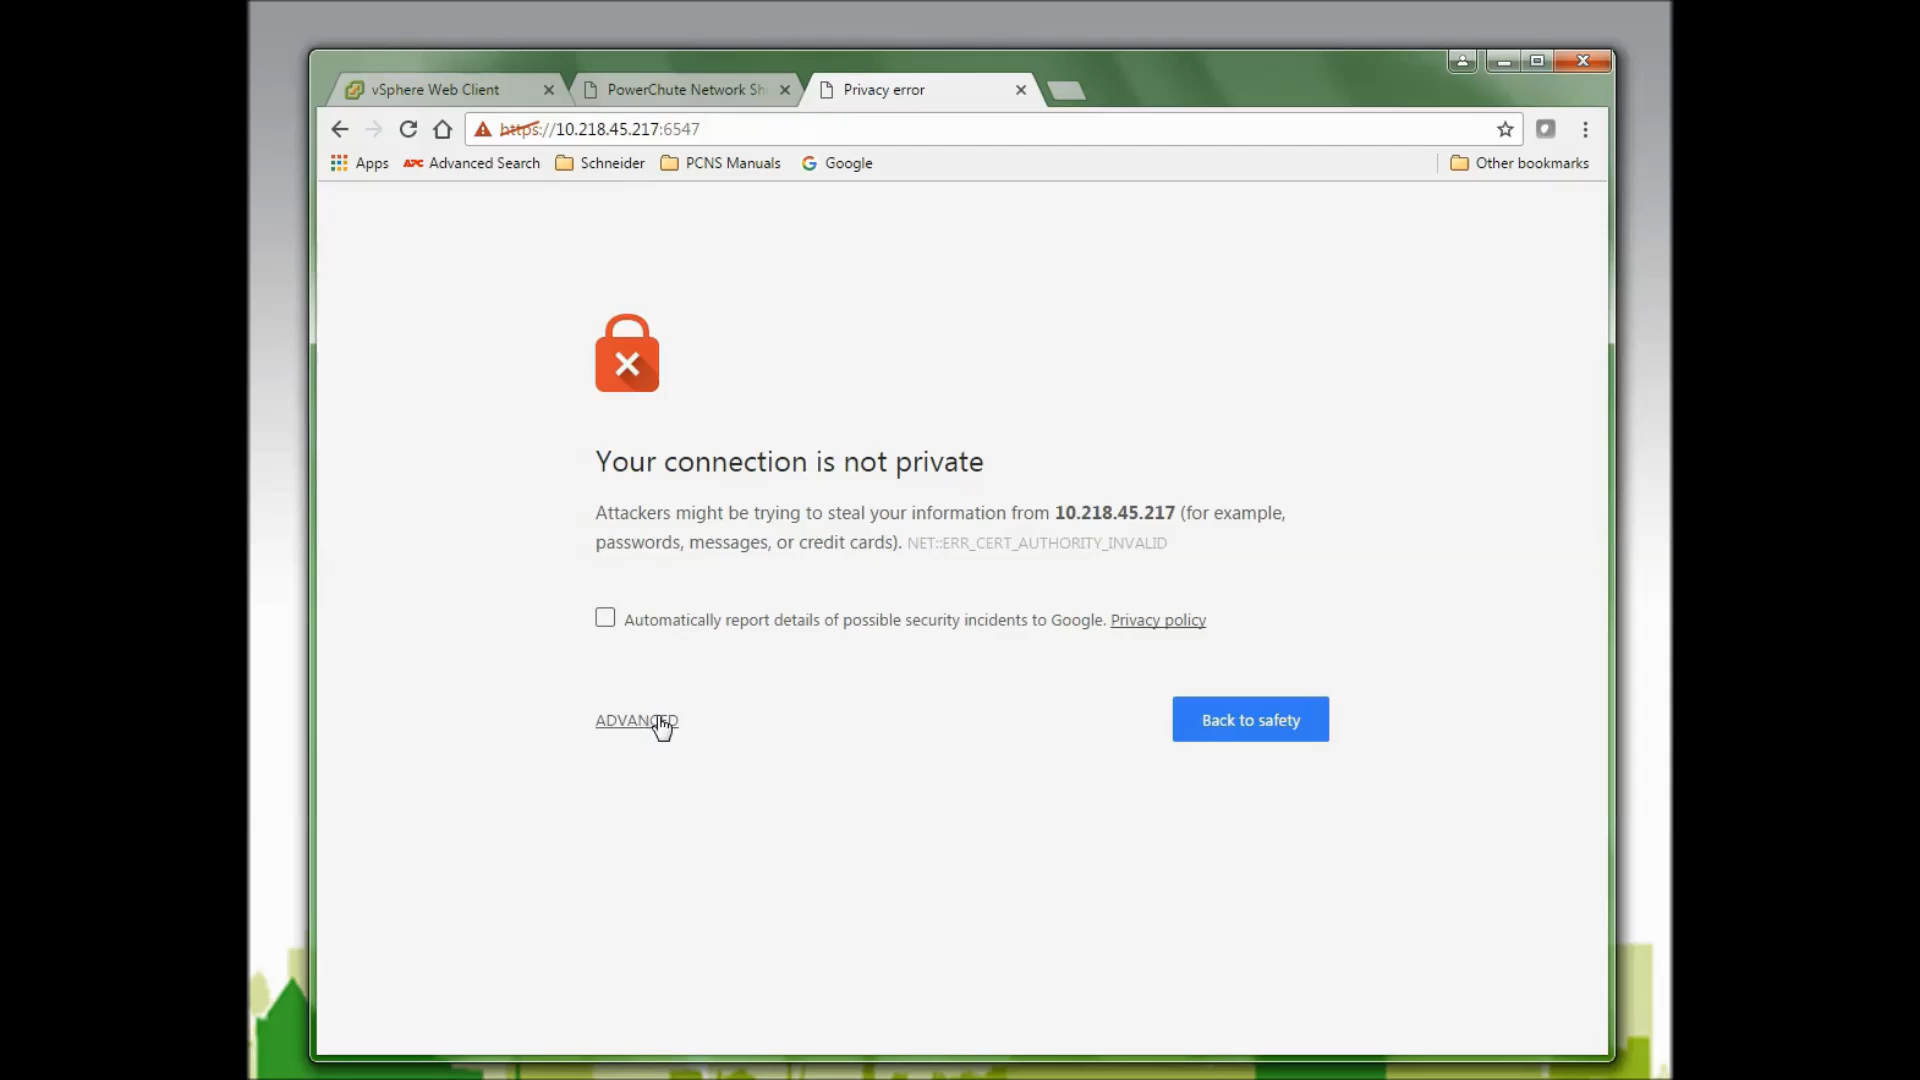 vSphere Web Client
PowerChute Network Sh
Privacy error
https://10.218.45.217:6547
Apps
APC Advanced Search
Schneider
PCNS Manuals
G Google
Other bookmarks
Your connection is not private
Attackers might be trying to steal your information from 10.218.45.217 (for example,
passwords, messages, or credit cards). NET::ERR_CERT_AUTHORITY_INVALID
Automatically report details of possible security incidents to Google. Privacy policy
ADVANCED
Back to safety